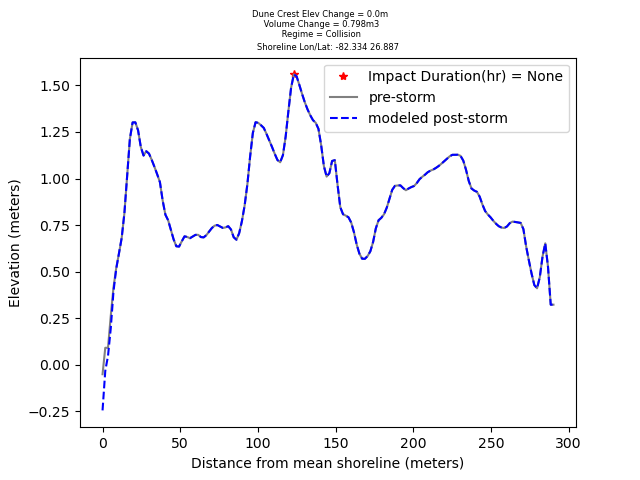 Dune Crest Elev Change = 0.0m
Volume Change = 0.798m3
Regime = Collision
Shoreline Lon/Lat: -82.334 26.887
Impact Duration(hr) = None
pre-storm
modeled post-storm
1.50
1.25
1.00
0.75
0.50
0.25
0.00
−0.25
Elevation (meters)
0 50 100 150 200 250 300
Distance from mean shoreline (meters)